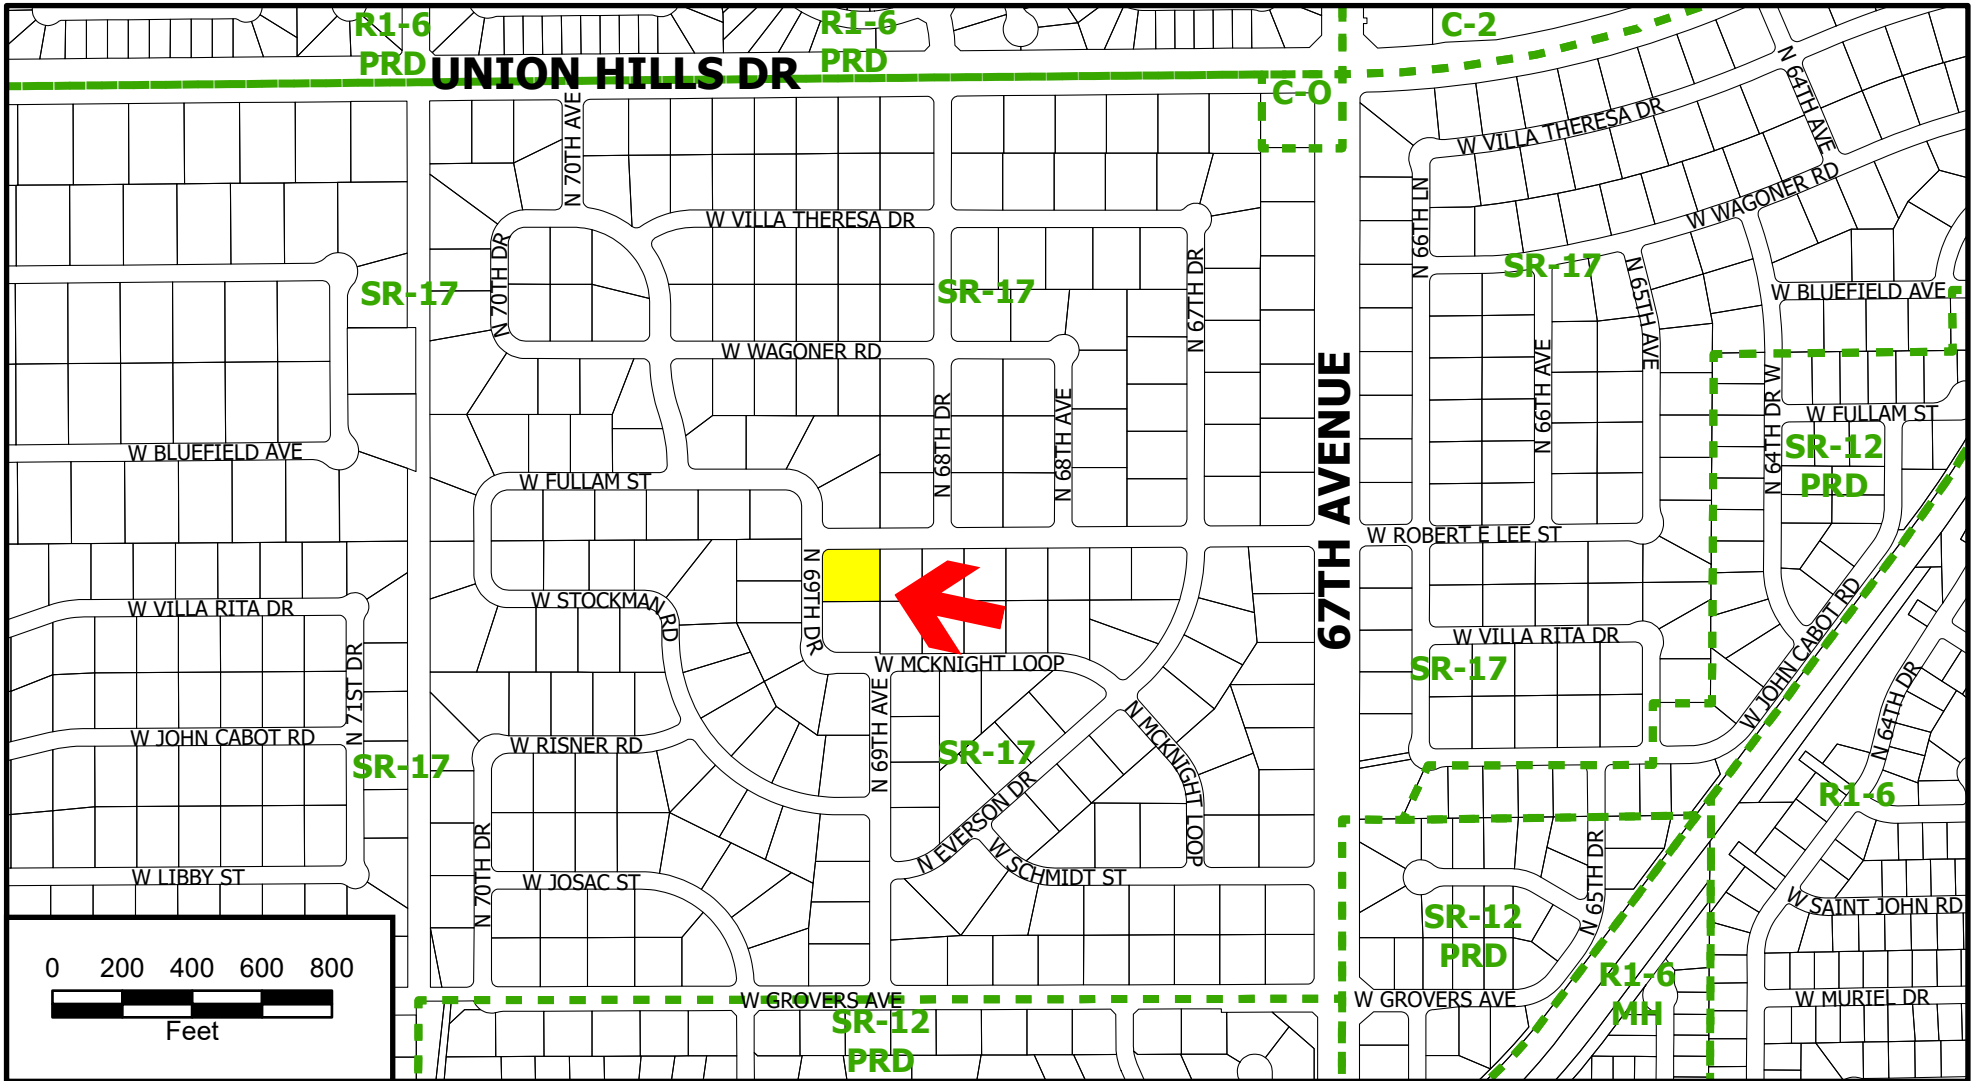 R1-6
PRD
R1-6
PRD
C-2
UNION HILLS DR
C-O
N 64TH AVE
N 70TH AVE
W VILLA THERESA DR
W VILLA THERESA DR
W WAGONER RD
N 66TH LN
N 70TH DR
N 67TH DR
SR-17
SR-17
SR-17
N 65TH AVE
W BLUEFIELD AVE
W WAGONER RD
67TH AVENUE
N 66TH AVE
N 64TH DR W
W FULLAM ST
N 68TH DR
N 68TH AVE
SR-12
PRD
W BLUEFIELD AVE
W FULLAM ST
W ROBERT E LEE ST
N 69TH DR
W STOCKMAN RD
W VILLA RITA DR
W VILLA RITA DR
W JOHN CABOT RD
W MCKNIGHT LOOP
SR-17
N 71ST DR
N 69TH AVE
N MCKNIGHT LOOP
N 64TH DR
W JOHN CABOT RD
W RISNER RD
SR-17
SR-17
R1-6
N EVERSON DR
N 70TH DR
W SCHMIDT ST
N 65TH DR
W LIBBY ST
W JOSAC ST
W SAINT JOHN RD
SR-12
PRD
R1-6
MH
0 200 400 600 800
Feet
W GROVERS AVE
W GROVERS AVE
W MURIEL DR
SR-12
PRD